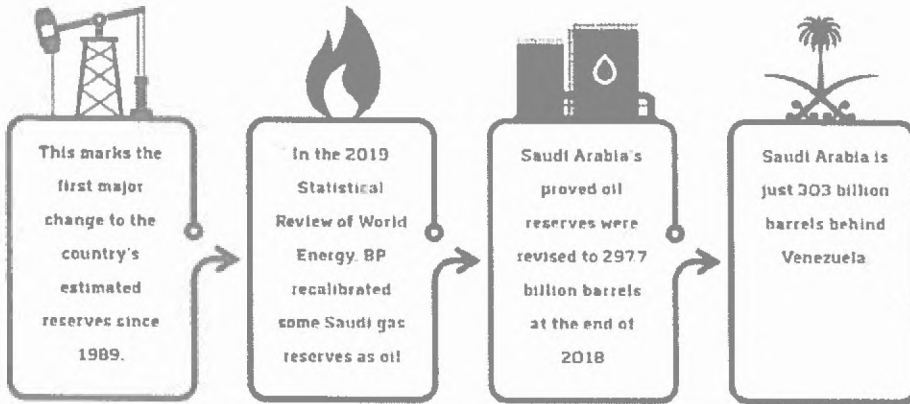 This marks the
first major
change to the
country's
estimated
reserves since
1989.
In the 2019
Statistical
Review of World
Energy. BP
recalibrated
some Saudi gas
reserves as oil
Saudi Arabia's
proved oil
reserves were
revised to 297.7
billion barrels
at the end of
2018
Saudi Arabia is
just 303 billion
barrels behind
Venezuela